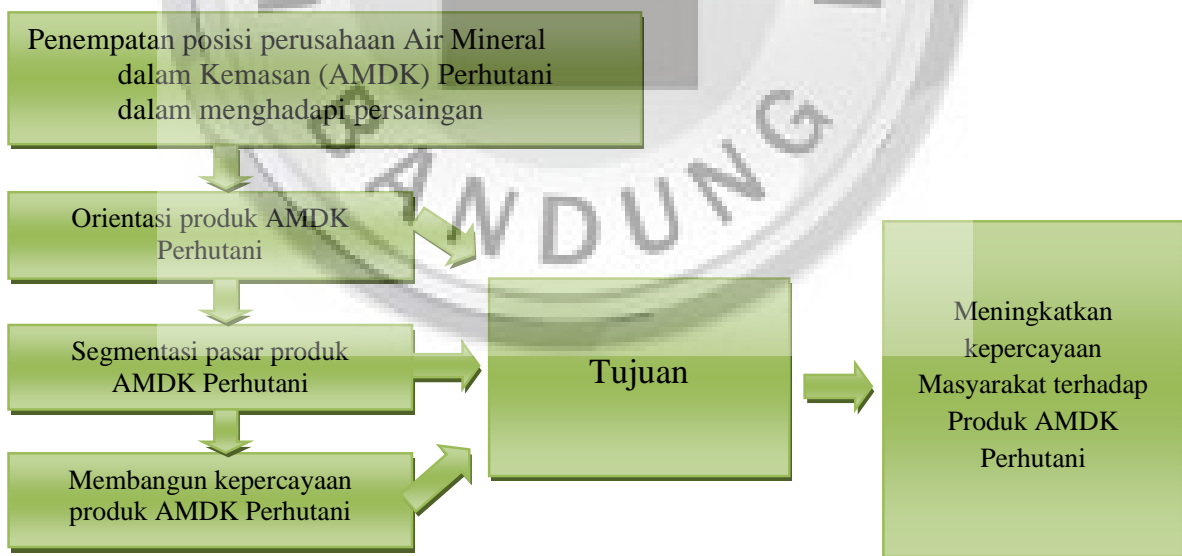 Penempatan posisi perusahaan Air Mineral
dalam Kemasan (AMDK) Perhutani
dalam menghadapi persaingan
Orientasi produk AMDK
Perhutani
Segmentasi pasar produk
AMDK Perhutani
Membangun kepercayaan
produk AMDK Perhutani
Tujuan
Meningkatkan
kepercayaan
Masyarakat terhadap
Produk AMDK
Perhutani
BANDUNG